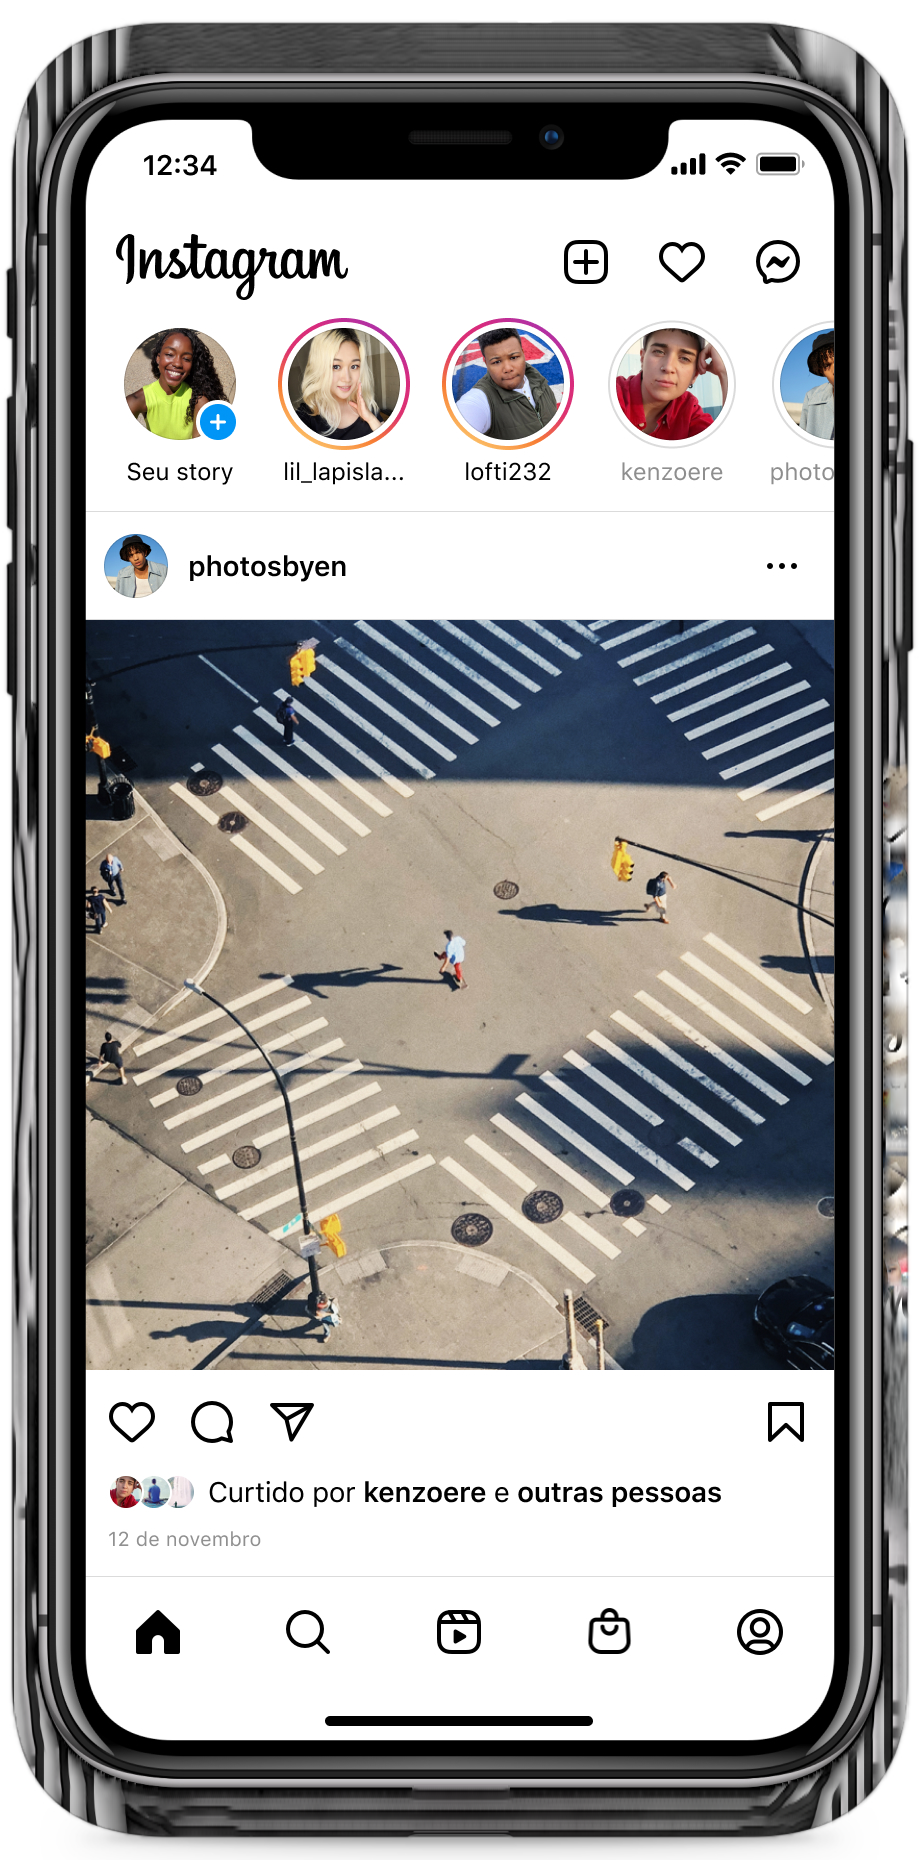 12:34
Instagram
Seu story
lil_lapisla...
lofti232
kenzoere
photo
photosbyen
Curtido por kenzoere e outras pessoas
12 de novembro